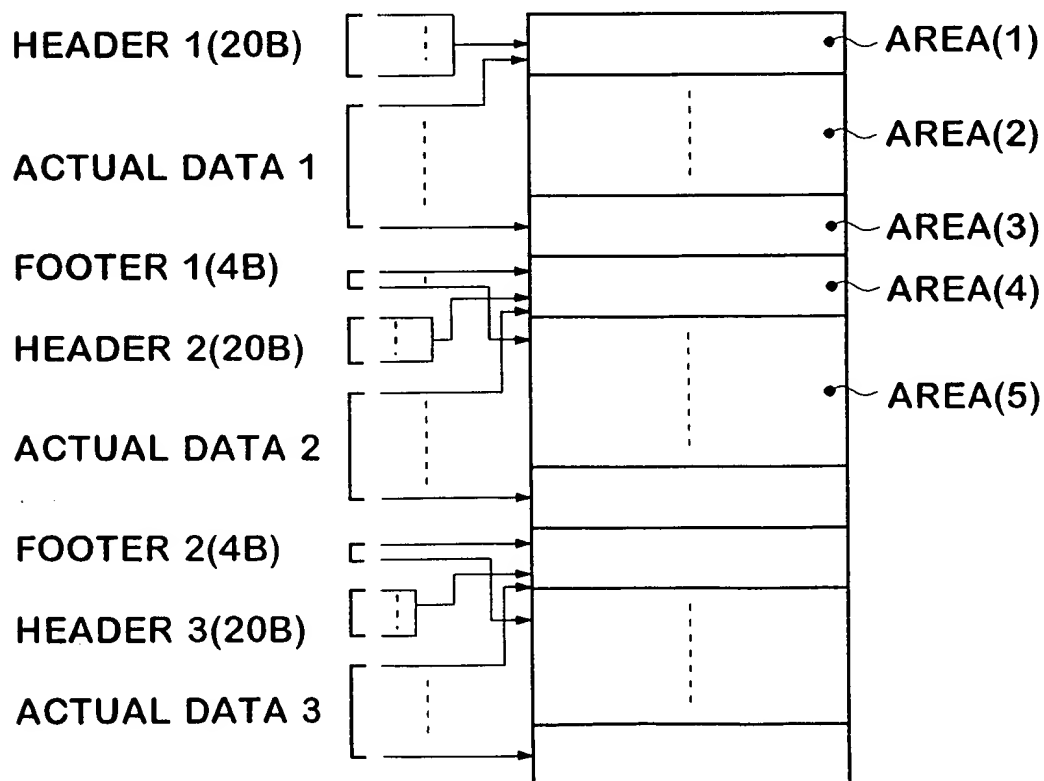 HEADER 1(20B)
AREA(1)
AREA(2)
ACTUAL DATA 1
AREA(3)
FOOTER 1(4B)
AREA(4)
HEADER 2(20B)
AREA(5)
ACTUAL DATA 2
FOOTER 2(4B)
HEADER 3(20B)
ACTUAL DATA 3